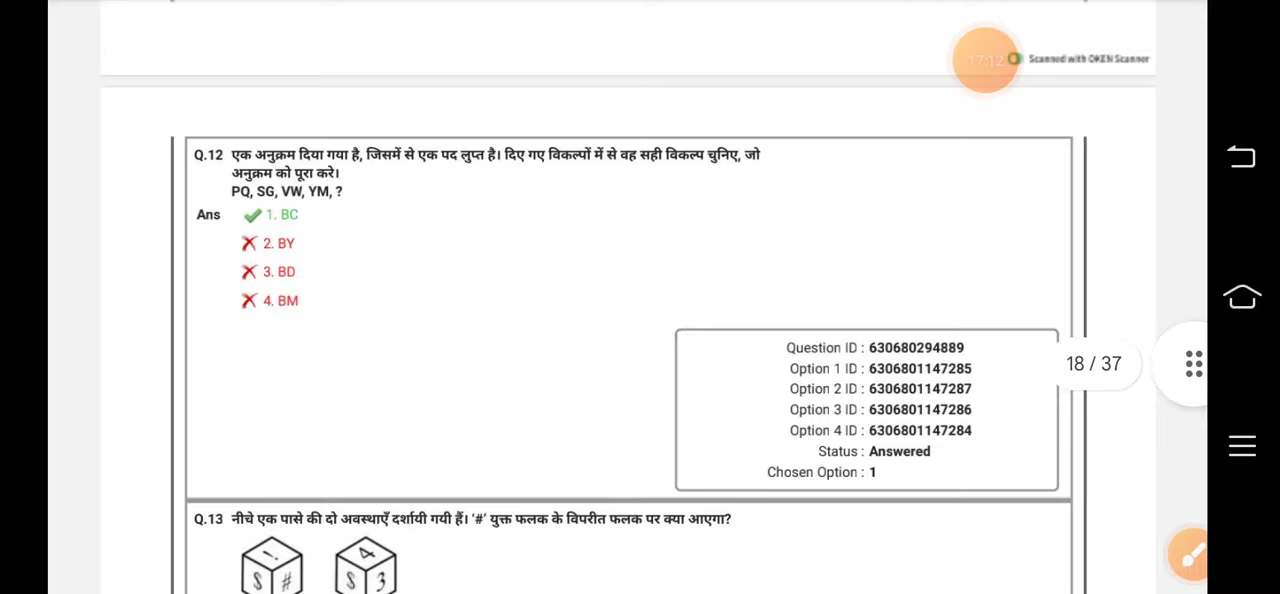 17:12
Scanned with OKEN Scanner
Q.12 एक अनुक्रम दिया गया है, जिसमें से एक पद लुप्त है। दिए गए विकल्पों में से वह सही विकल्प चुनिए, जो
अनुक्रम को पूरा करे।
PQ, SG, VW, YM, ?
Ans 1. BC
2. BY
3. BD
4. BM
Question ID : 630680294889
Option 1 ID : 6306801147285
Option 2 ID : 6306801147287
Option 3 ID : 6306801147286
Option 4 ID : 6306801147284
Status : Answered
Chosen Option : 1
18 / 37
Q.13 नीचे एक पासे की दो अवस्थाएँ दर्शायी गयी हैं। '#' युक्त फलक के विपरीत फलक पर क्या आएगा?
! 4
$ # $ 3